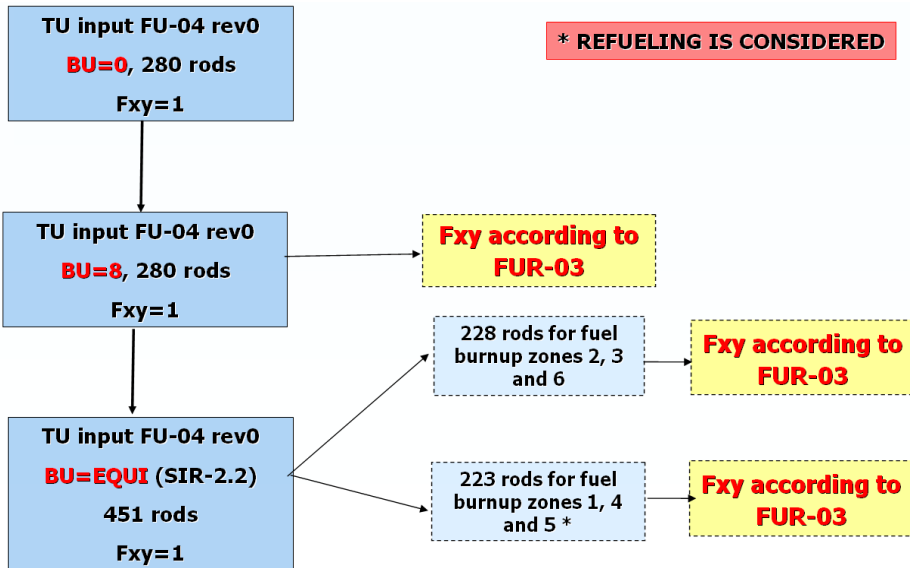 TU input FU-04 rev0
BU=0, 280 rods
Fxy=1
* REFUELING IS CONSIDERED
TU input FU-04 rev0
BU=8, 280 rods
Fxy=1
Fxy according to
FUR-03
228 rods for fuel
burnup zones 2, 3
and 6
Fxy according to
FUR-03
TU input FU-04 rev0
BU=EQUI (SIR-2.2)
451 rods
Fxy=1
223 rods for fuel
burnup zones 1, 4
and 5 *
Fxy according to
FUR-03